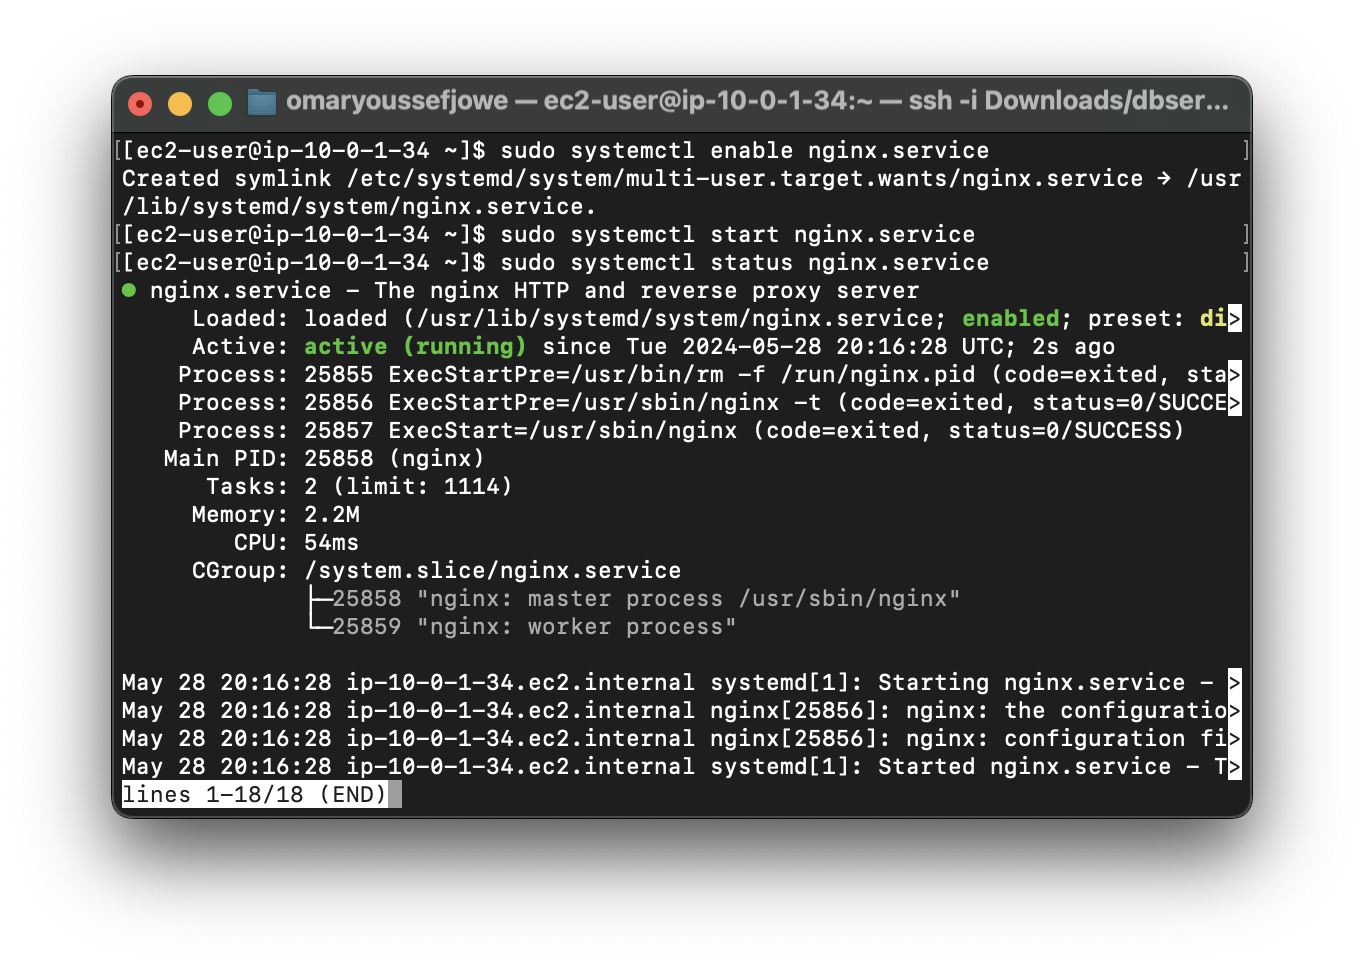 omaryoussefjowe — ec2-user@ip-10-0-1-34:~ — ssh -i Downloads/dbser...
[[ec2-user@ip-10-0-1-34 ~]$ sudo systemctl enable nginx.service ]
Created symlink /etc/systemd/system/multi-user.target.wants/nginx.service → /usr
/lib/systemd/system/nginx.service.
[[ec2-user@ip-10-0-1-34 ~]$ sudo systemctl start nginx.service ]
[[ec2-user@ip-10-0-1-34 ~]$ sudo systemctl status nginx.service ]
● nginx.service - The nginx HTTP and reverse proxy server
Loaded: loaded (/usr/lib/systemd/system/nginx.service; enabled; preset: di>
Active: active (running) since Tue 2024-05-28 20:16:28 UTC; 2s ago
Process: 25855 ExecStartPre=/usr/bin/rm -f /run/nginx.pid (code=exited, sta>
Process: 25856 ExecStartPre=/usr/sbin/nginx -t (code=exited, status=0/SUCCE>
Process: 25857 ExecStart=/usr/sbin/nginx (code=exited, status=0/SUCCESS)
Main PID: 25858 (nginx)
Tasks: 2 (limit: 1114)
Memory: 2.2M
CPU: 54ms
CGroup: /system.slice/nginx.service
├─25858 "nginx: master process /usr/sbin/nginx"
└─25859 "nginx: worker process"
May 28 20:16:28 ip-10-0-1-34.ec2.internal systemd[1]: Starting nginx.service - >
May 28 20:16:28 ip-10-0-1-34.ec2.internal nginx[25856]: nginx: the configuratio>
May 28 20:16:28 ip-10-0-1-34.ec2.internal nginx[25856]: nginx: configuration fi>
May 28 20:16:28 ip-10-0-1-34.ec2.internal systemd[1]: Started nginx.service - T>
lines 1-18/18 (END)